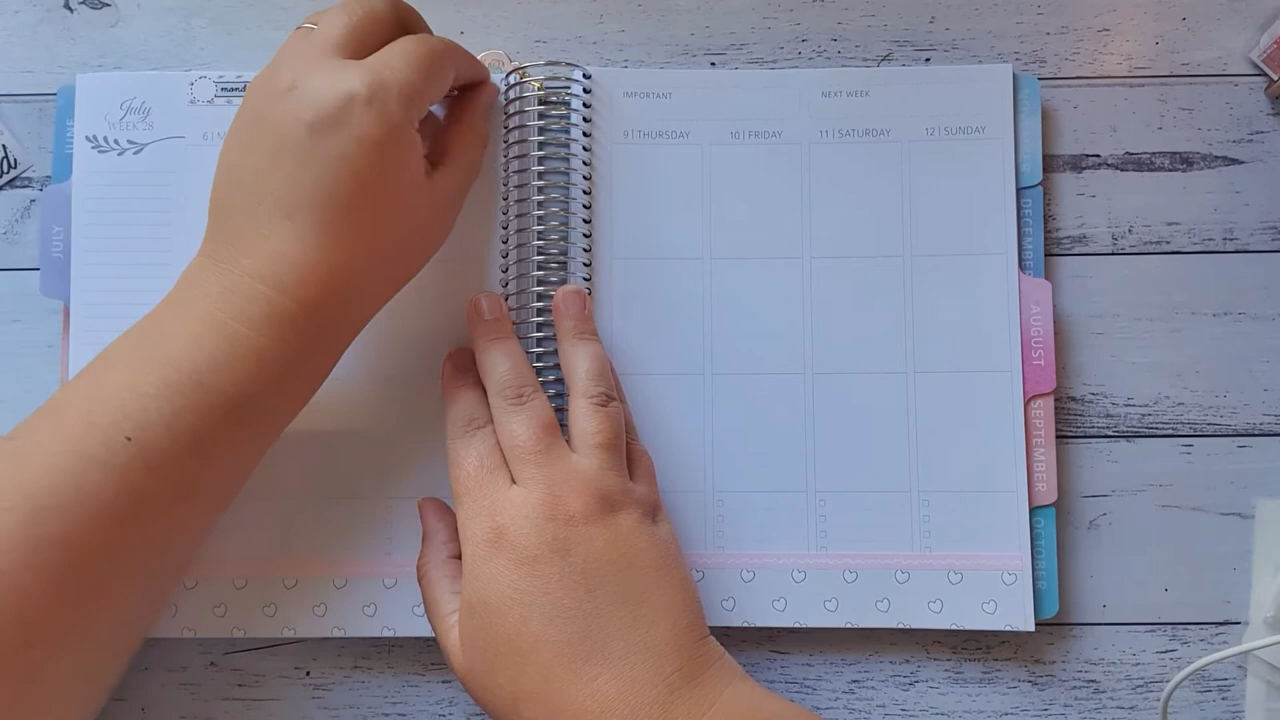 July
WEEK 28
mond
6 | M
JUNE
JULY
IMPORTANT
NEXT WEEK
9 | THURSDAY
10 | FRIDAY
11 | SATURDAY
12 | SUNDAY
DECEMBER
AUGUST
SEPTEMBER
OCTOBER